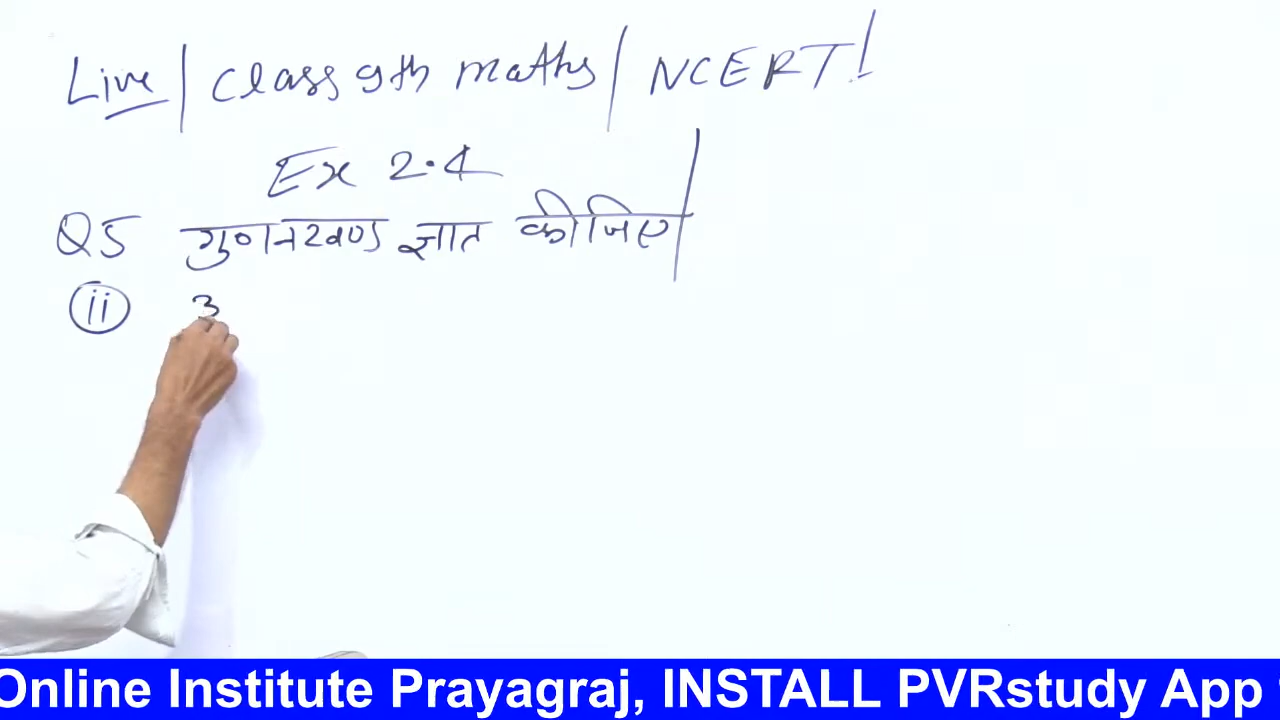 Live | Class 9th maths | NCERT!
Ex 2.4
Q5 गुणनखण्ड ज्ञात कीजिए
(ii) 3
Online Institute Prayagraj, INSTALL PVRstudy App